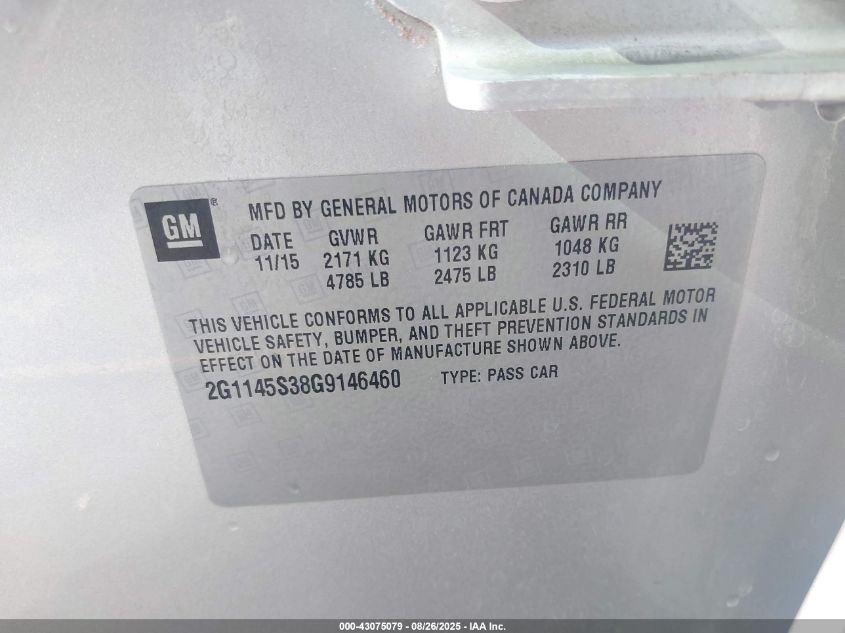 GM
®
MFD BY GENERAL MOTORS OF CANADA COMPANY
DATE GVWR GAWR FRT GAWR RR
11/15 2171 KG 1123 KG 1048 KG
4785 LB 2475 LB 2310 LB
THIS VEHICLE CONFORMS TO ALL APPLICABLE U.S. FEDERAL MOTOR
VEHICLE SAFETY, BUMPER, AND THEFT PREVENTION STANDARDS IN
EFFECT ON THE DATE OF MANUFACTURE SHOWN ABOVE.
2G1145S38G9146460 TYPE: PASS CAR
000-43075079 - 08/26/2025 - IAA Inc.